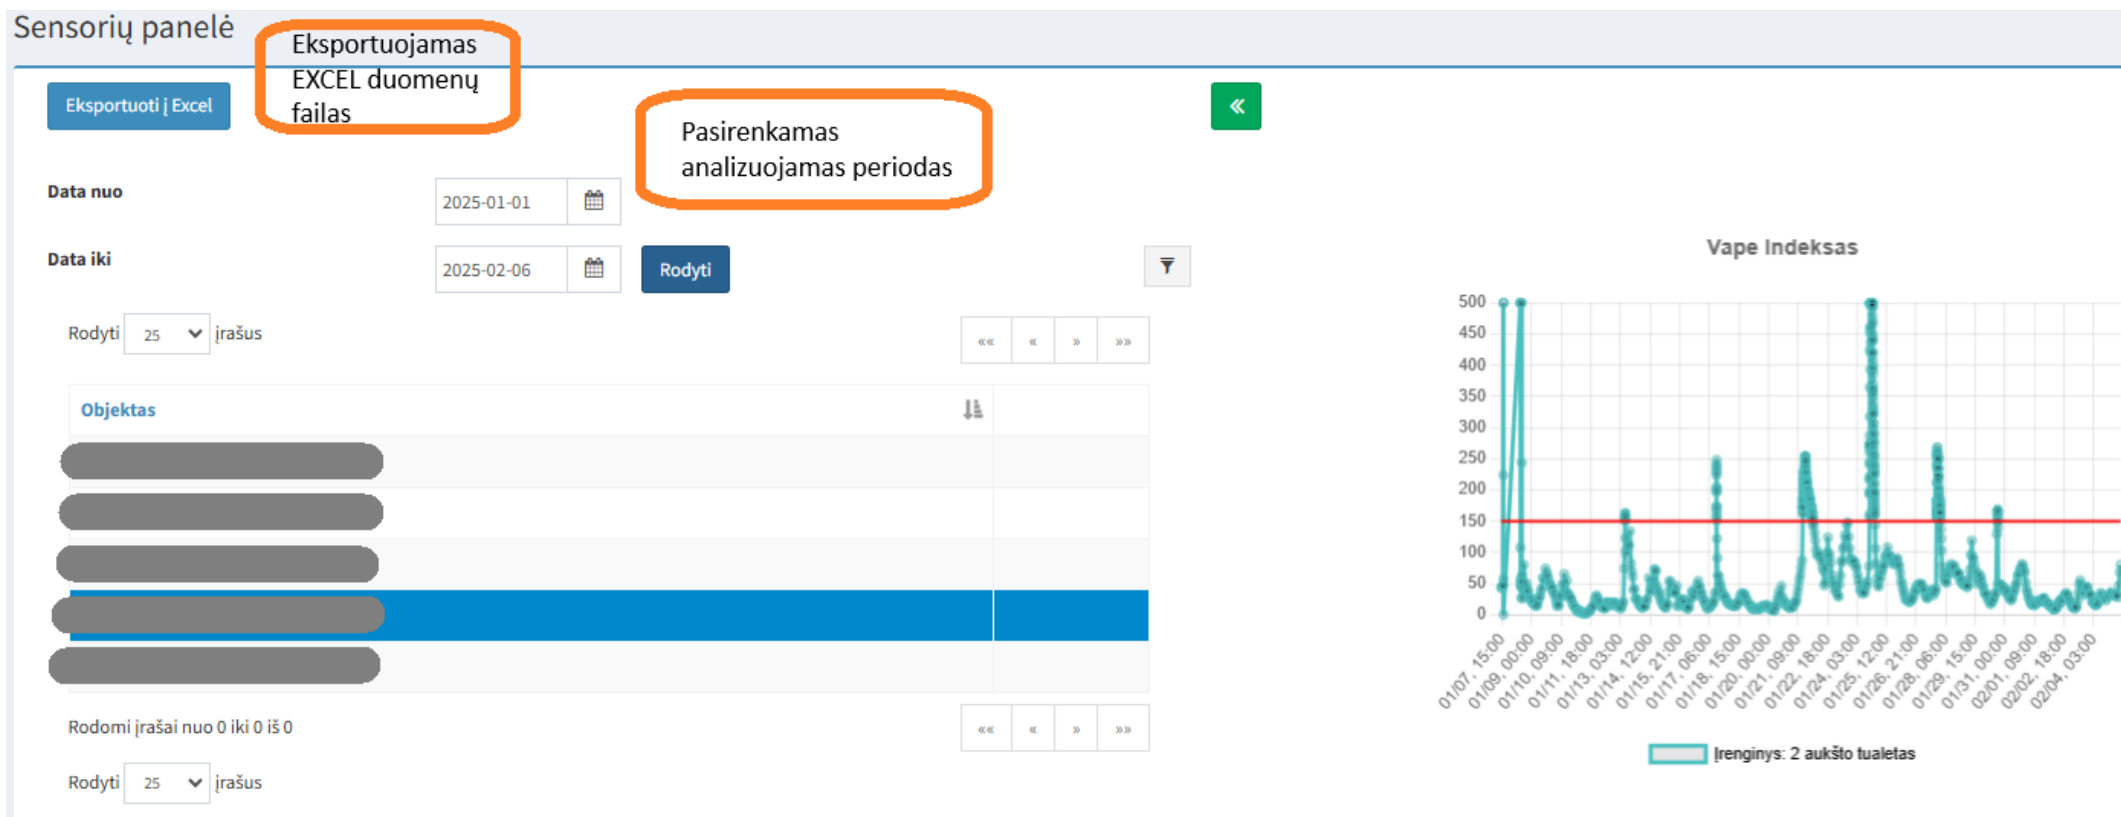 Sensorių panelė
Eksportuojamas
EXCEL duomenų
failas
Eksportuoti į Excel
«
Pasirenkamas
analizuojamas periodas
Data nuo
2025-01-01
Data iki
2025-02-06
Rodyti
Rodyti 25 įrašus
«« « » »»
Objektas
Rodomi įrašai nuo 0 iki 0 iš 0
«« « » »»
Rodyti 25 įrašus
Vape Indeksas
500
450
400
350
300
250
200
150
100
50
0
01/07, 15:00
01/09, 00:00
01/10, 09:00
01/11, 18:00
01/13, 03:00
01/14, 12:00
01/15, 21:00
01/17, 06:00
01/18, 15:00
01/20, 00:00
01/21, 09:00
01/22, 18:00
01/24, 03:00
01/25, 12:00
01/26, 21:00
01/28, 06:00
01/29, 15:00
01/31, 00:00
02/01, 09:00
02/02, 18:00
02/04, 03:00
Įrenginys: 2 aukšto tualetas